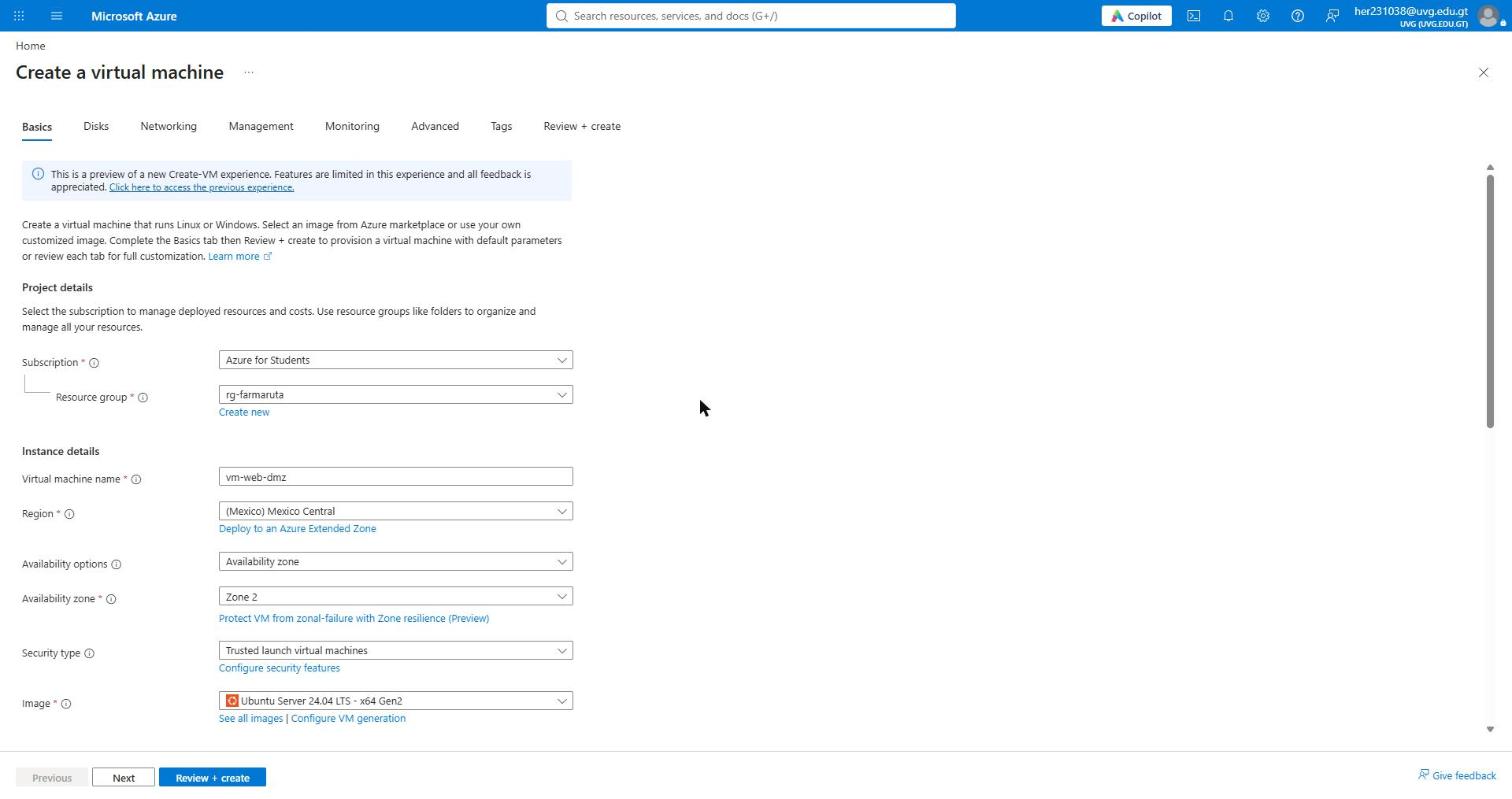 Microsoft Azure
Search resources, services, and docs (G+/)
Copilot
her231038@uvg.edu.gt
UVG (UVG.EDU.GT)
Home
Create a virtual machine
Basics
Disks
Networking
Management
Monitoring
Advanced
Tags
Review + create
This is a preview of a new Create-VM experience. Features are limited in this experience and all feedback is
appreciated. Click here to access the previous experience.
Create a virtual machine that runs Linux or Windows. Select an image from Azure marketplace or use your own
customized image. Complete the Basics tab then Review + create to provision a virtual machine with default parameters
or review each tab for full customization. Learn more
Project details
Select the subscription to manage deployed resources and costs. Use resource groups like folders to organize and
manage all your resources.
Subscription *
Azure for Students
Resource group *
rg-farmaruta
Create new
Instance details
Virtual machine name *
vm-web-dmz
Region *
(Mexico) Mexico Central
Deploy to an Azure Extended Zone
Availability options
Availability zone
Availability zone *
Zone 2
Protect VM from zonal-failure with Zone resilience (Preview)
Security type
Trusted launch virtual machines
Configure security features
Image *
Ubuntu Server 24.04 LTS - x64 Gen2
See all images | Configure VM generation
Previous
Next
Review + create
Give feedback